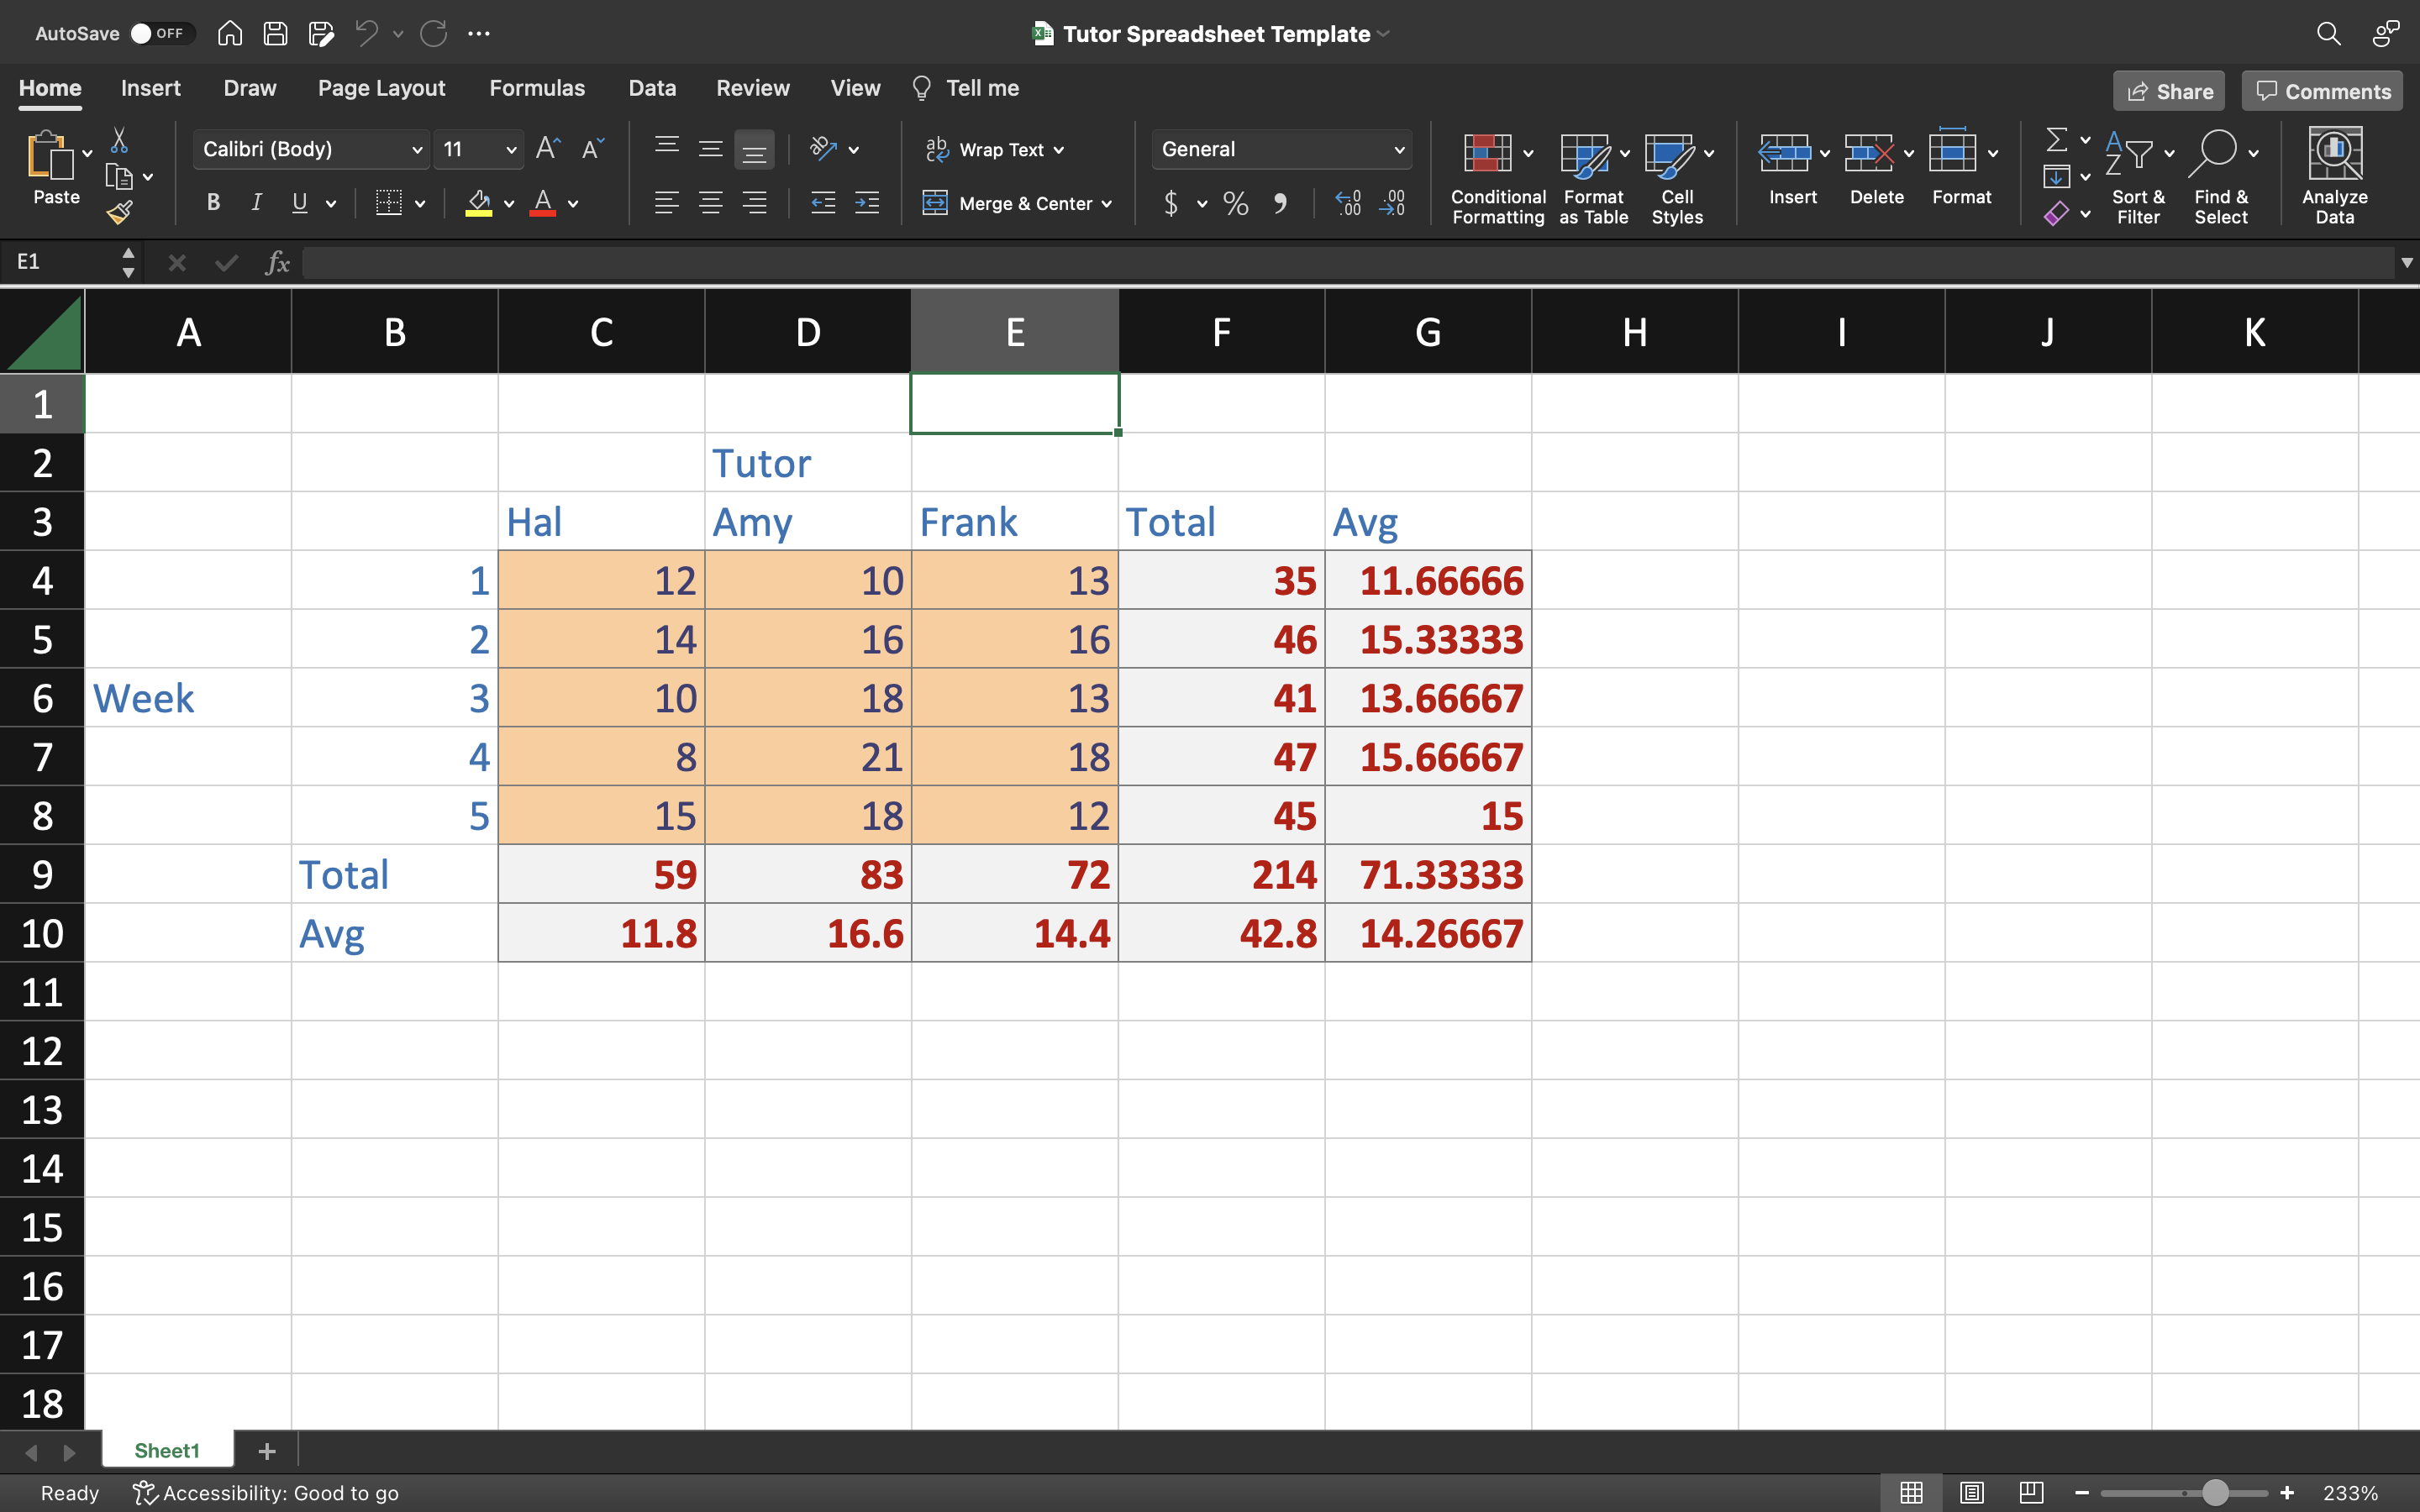 AutoSave OFF
Tutor Spreadsheet Template
Home Insert Draw Page Layout Formulas Data Review View Tell me Share Comments
Paste Calibri (Body) 11 Wrap Text General
B I U Merge & Center $ % Conditional Formatting Format as Table Cell Styles Insert Delete Format Sort & Filter Find & Select Analyze Data
E1 fx
A B C D E F G H I J K
1
2 Tutor
3 Hal Amy Frank Total Avg
4 1 12 10 13 35 11.66666
5 2 14 16 16 46 15.33333
6 Week 3 10 18 13 41 13.66667
7 4 8 21 18 47 15.66667
8 5 15 18 12 45 15
9 Total 59 83 72 214 71.33333
10 Avg 11.8 16.6 14.4 42.8 14.26667
11
12
13
14
15
16
17
18
Sheet1 +
Ready Accessibility: Good to go − + 233%